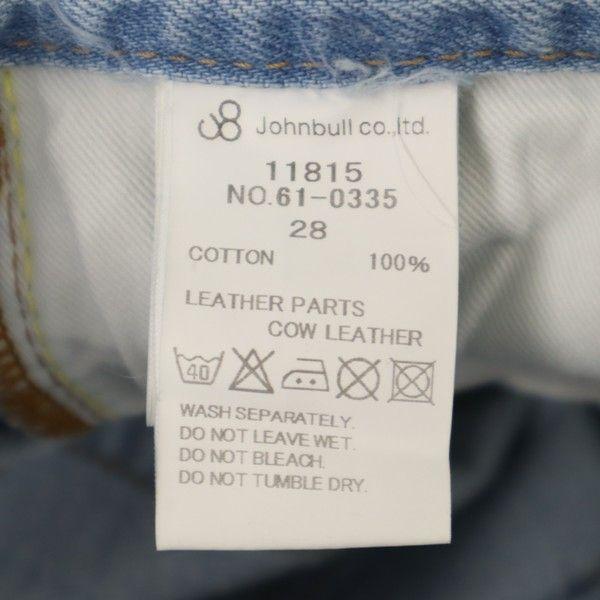 Johnbull co.,ltd.
11815
NO.61-0335
28
COTTON 100%
LEATHER PARTS
COW LEATHER
40
WASH SEPARATELY.
DO NOT LEAVE WET.
DO NOT BLEACH.
DO NOT TUMBLE DRY.